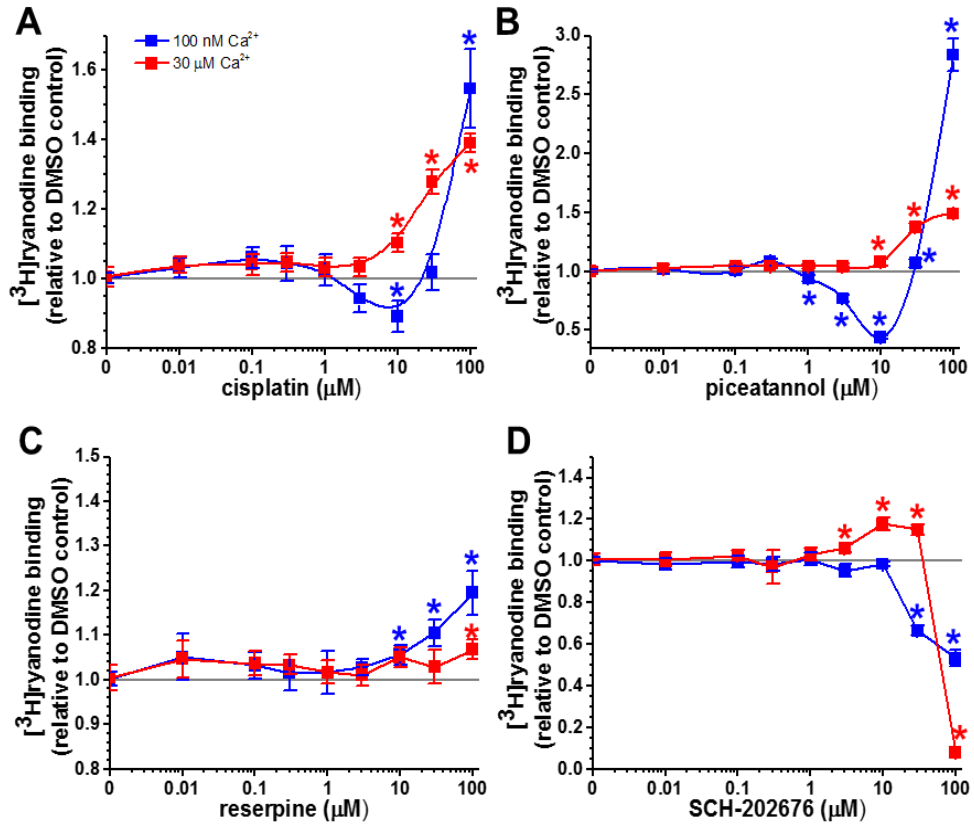 A
100 nM Ca²⁺
30 μM Ca²⁺
[³H]ryanodine binding
(relative to DMSO control)
1.6
1.4
1.2
1.0
0.8
0 0.01 0.1 1 10 100
cisplatin (μM)
* * * * *
B
[³H]ryanodine binding
(relative to DMSO control)
3.0
2.5
2.0
1.5
1.0
0.5
0 0.01 0.1 1 10 100
piceatannol (μM)
* * * * * * * *
C
[³H]ryanodine binding
(relative to DMSO control)
1.5
1.4
1.3
1.2
1.1
1.0
0.9
0.8
0 0.01 0.1 1 10 100
reserpine (μM)
* * * *
D
[³H]ryanodine binding
(relative to DMSO control)
1.4
1.2
1.0
0.8
0.6
0.4
0.2
0.0
0 0.01 0.1 1 10 100
SCH-202676 (μM)
* * * * * *